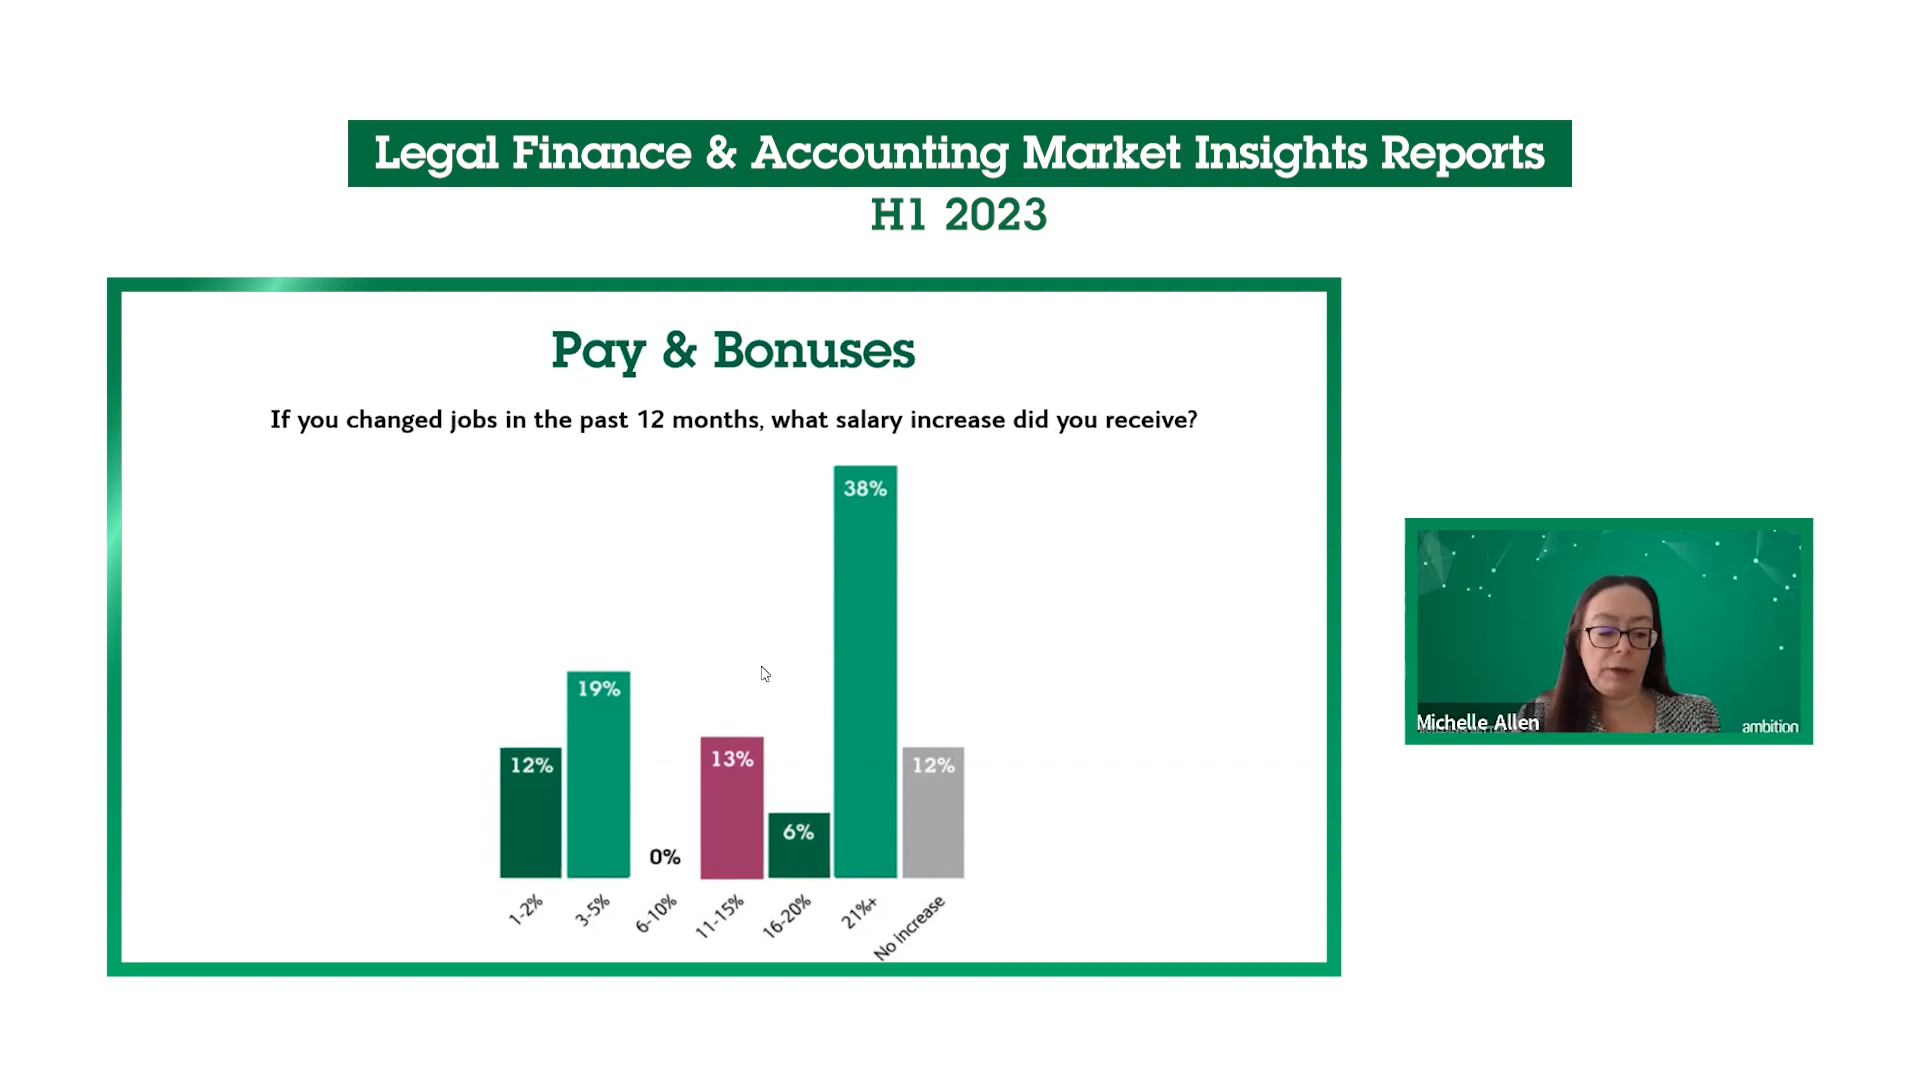 Legal Finance & Accounting Market Insights Reports
H1 2023
Pay & Bonuses
If you changed jobs in the past 12 months, what salary increase did you receive?
38%
19%
13%
12%
12%
6%
0%
1-2%
3-5%
6-10%
11-15%
16-20%
21%+
No increase
Michelle Allen
ambition